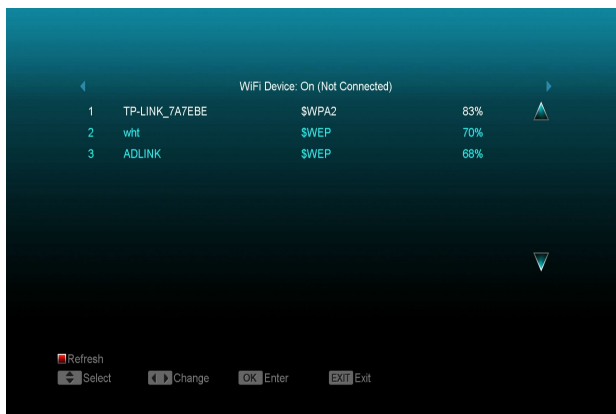 WiFi Device: On (Not Connected)
1 TP-LINK_7A7EBE $WPA2 83%
2 wht $WEP 70%
3 ADLINK $WEP 68%
Refresh
Select Change OK Enter EXIT Exit